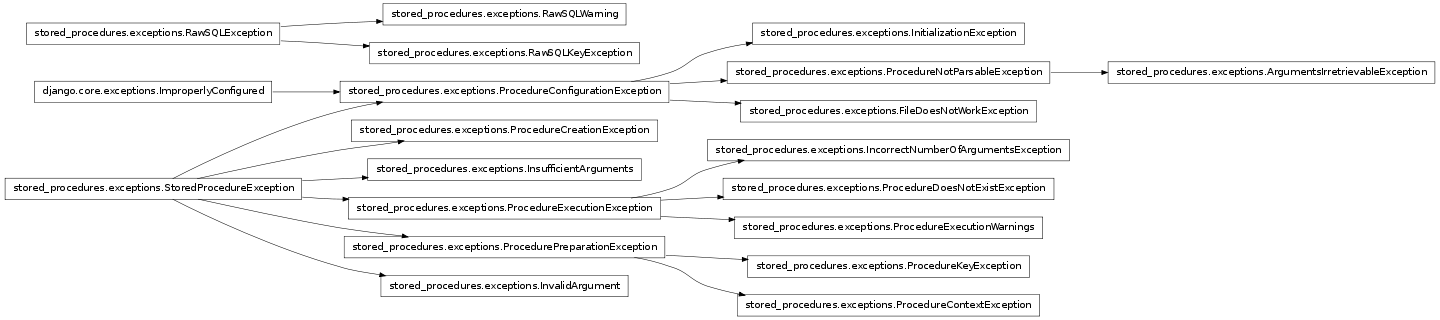 stored_procedures.exceptions.RawSQLWarning
stored_procedures.exceptions.RawSQLException
stored_procedures.exceptions.InitializationException
stored_procedures.exceptions.RawSQLKeyException
stored_procedures.exceptions.ProcedureNotParsableException
stored_procedures.exceptions.ArgumentsIrretrievableException
django.core.exceptions.ImproperlyConfigured
stored_procedures.exceptions.ProcedureConfigurationException
stored_procedures.exceptions.FileDoesNotWorkException
stored_procedures.exceptions.ProcedureCreationException
stored_procedures.exceptions.IncorrectNumberOfArgumentsException
stored_procedures.exceptions.InsufficientArguments
stored_procedures.exceptions.StoredProcedureException
stored_procedures.exceptions.ProcedureDoesNotExistException
stored_procedures.exceptions.ProcedureExecutionException
stored_procedures.exceptions.ProcedureExecutionWarnings
stored_procedures.exceptions.ProcedurePreparationException
stored_procedures.exceptions.ProcedureKeyException
stored_procedures.exceptions.InvalidArgument
stored_procedures.exceptions.ProcedureContextException